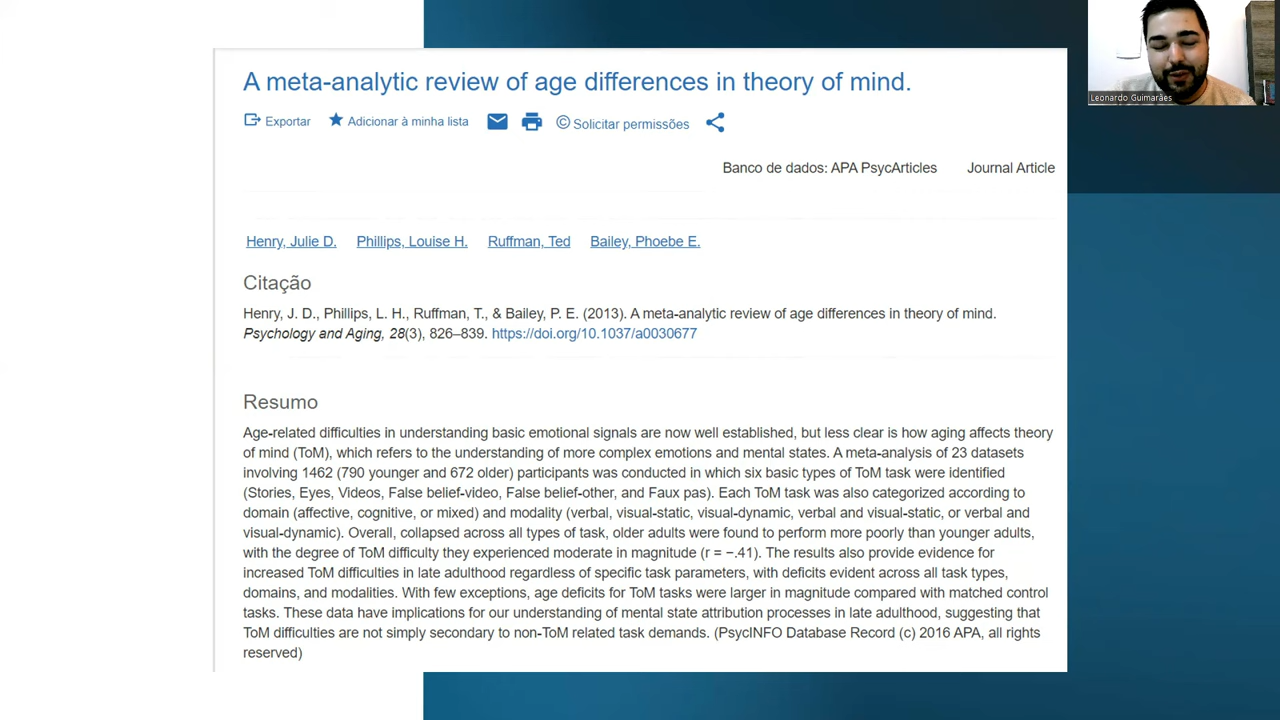 A meta-analytic review of age differences in theory of mind.
Exportar Adicionar à minha lista © Solicitar permissões
Banco de dados: APA PsycArticles Journal Article
Henry, Julie D. Phillips, Louise H. Ruffman, Ted Bailey, Phoebe E.
Citação
Henry, J. D., Phillips, L. H., Ruffman, T., & Bailey, P. E. (2013). A meta-analytic review of age differences in theory of mind.
Psychology and Aging, 28(3), 826–839. https://doi.org/10.1037/a0030677
Resumo
Age-related difficulties in understanding basic emotional signals are now well established, but less clear is how aging affects theory
of mind (ToM), which refers to the understanding of more complex emotions and mental states. A meta-analysis of 23 datasets
involving 1462 (790 younger and 672 older) participants was conducted in which six basic types of ToM task were identified
(Stories, Eyes, Videos, False belief-video, False belief-other, and Faux pas). Each ToM task was also categorized according to
domain (affective, cognitive, or mixed) and modality (verbal, visual-static, visual-dynamic, verbal and visual-static, or verbal and
visual-dynamic). Overall, collapsed across all types of task, older adults were found to perform more poorly than younger adults,
with the degree of ToM difficulty they experienced moderate in magnitude (r = −.41). The results also provide evidence for
increased ToM difficulties in late adulthood regardless of specific task parameters, with deficits evident across all task types,
domains, and modalities. With few exceptions, age deficits for ToM tasks were larger in magnitude compared with matched control
tasks. These data have implications for our understanding of mental state attribution processes in late adulthood, suggesting that
ToM difficulties are not simply secondary to non-ToM related task demands. (PsycINFO Database Record (c) 2016 APA, all rights
reserved)
Leonardo Guimarães